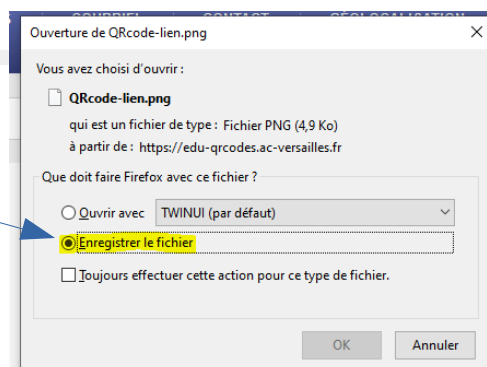 COURRIEL CONTACT GÉOLOCALISATION
Ouverture de QRcode-lien.png
Vous avez choisi d'ouvrir :
QRcode-lien.png
qui est un fichier de type : Fichier PNG (4,9 Ko)
à partir de : https://edu-qrcodes.ac-versailles.fr
Que doit faire Firefox avec ce fichier ?
Ouvrir avec TWINUI (par défaut)
Enregistrer le fichier
Toujours effectuer cette action pour ce type de fichier.
OK Annuler